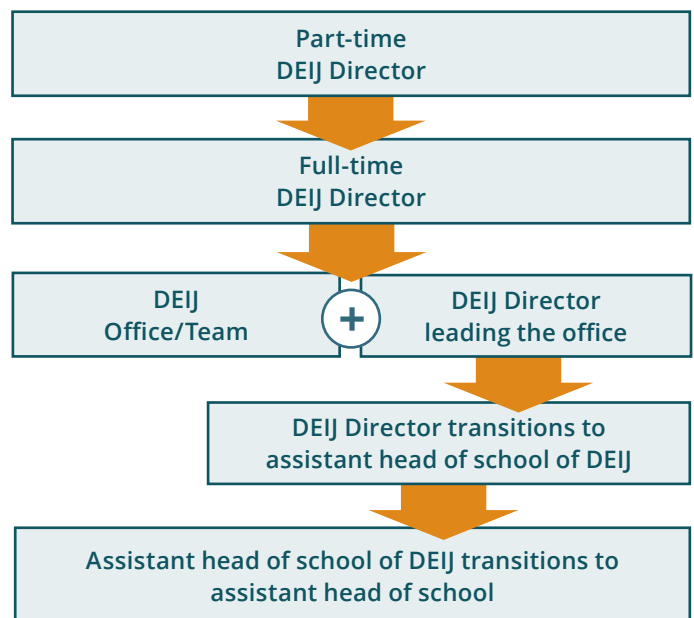 Part-time
DEIJ Director
Full-time
DEIJ Director
DEIJ
Office/Team
+
DEIJ Director
leading the office
DEIJ Director transitions to
assistant head of school of DEIJ
Assistant head of school of DEIJ transitions to
assistant head of school